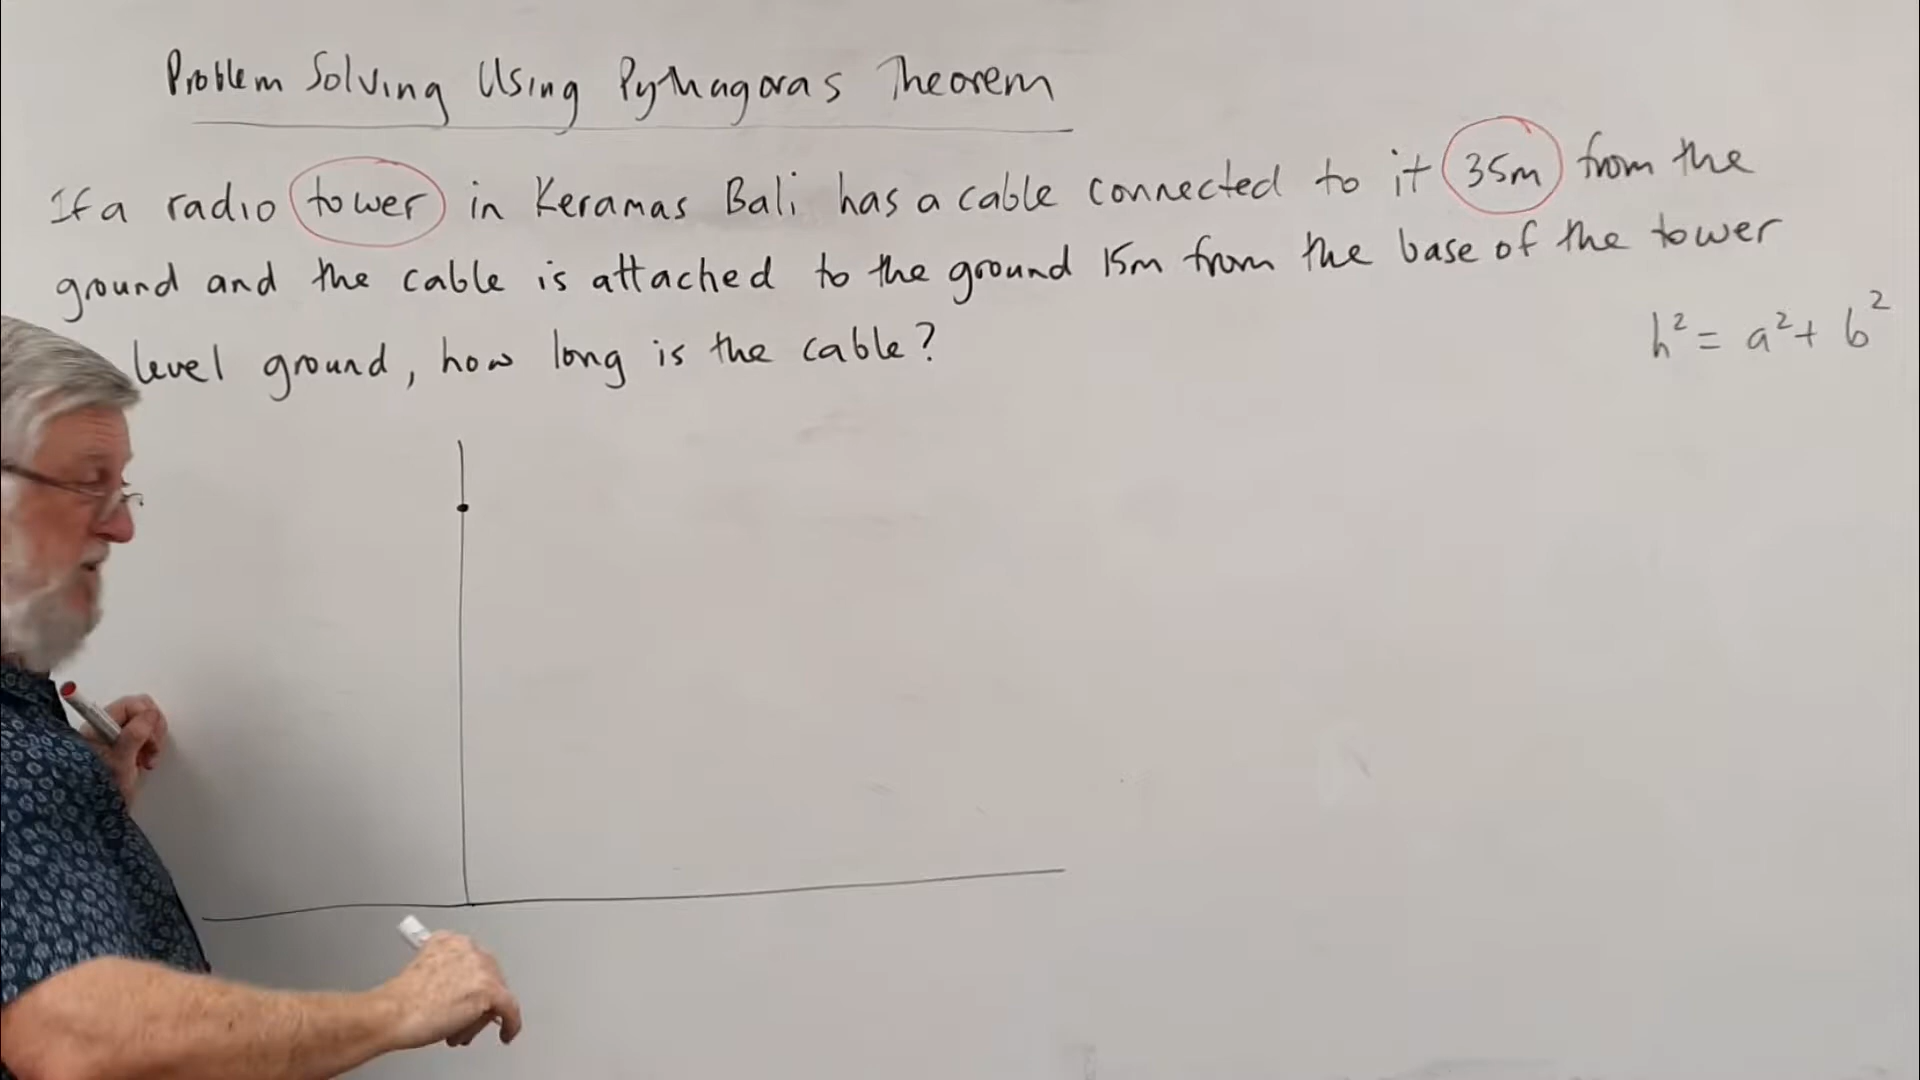 Problem Solving Using Pythagoras Theorem
If a radio tower in Keramas Bali has a cable connected to it 35m from the
ground and the cable is attached to the ground 15m from the base of the tower
level ground, how long is the cable?
h² = a² + b²